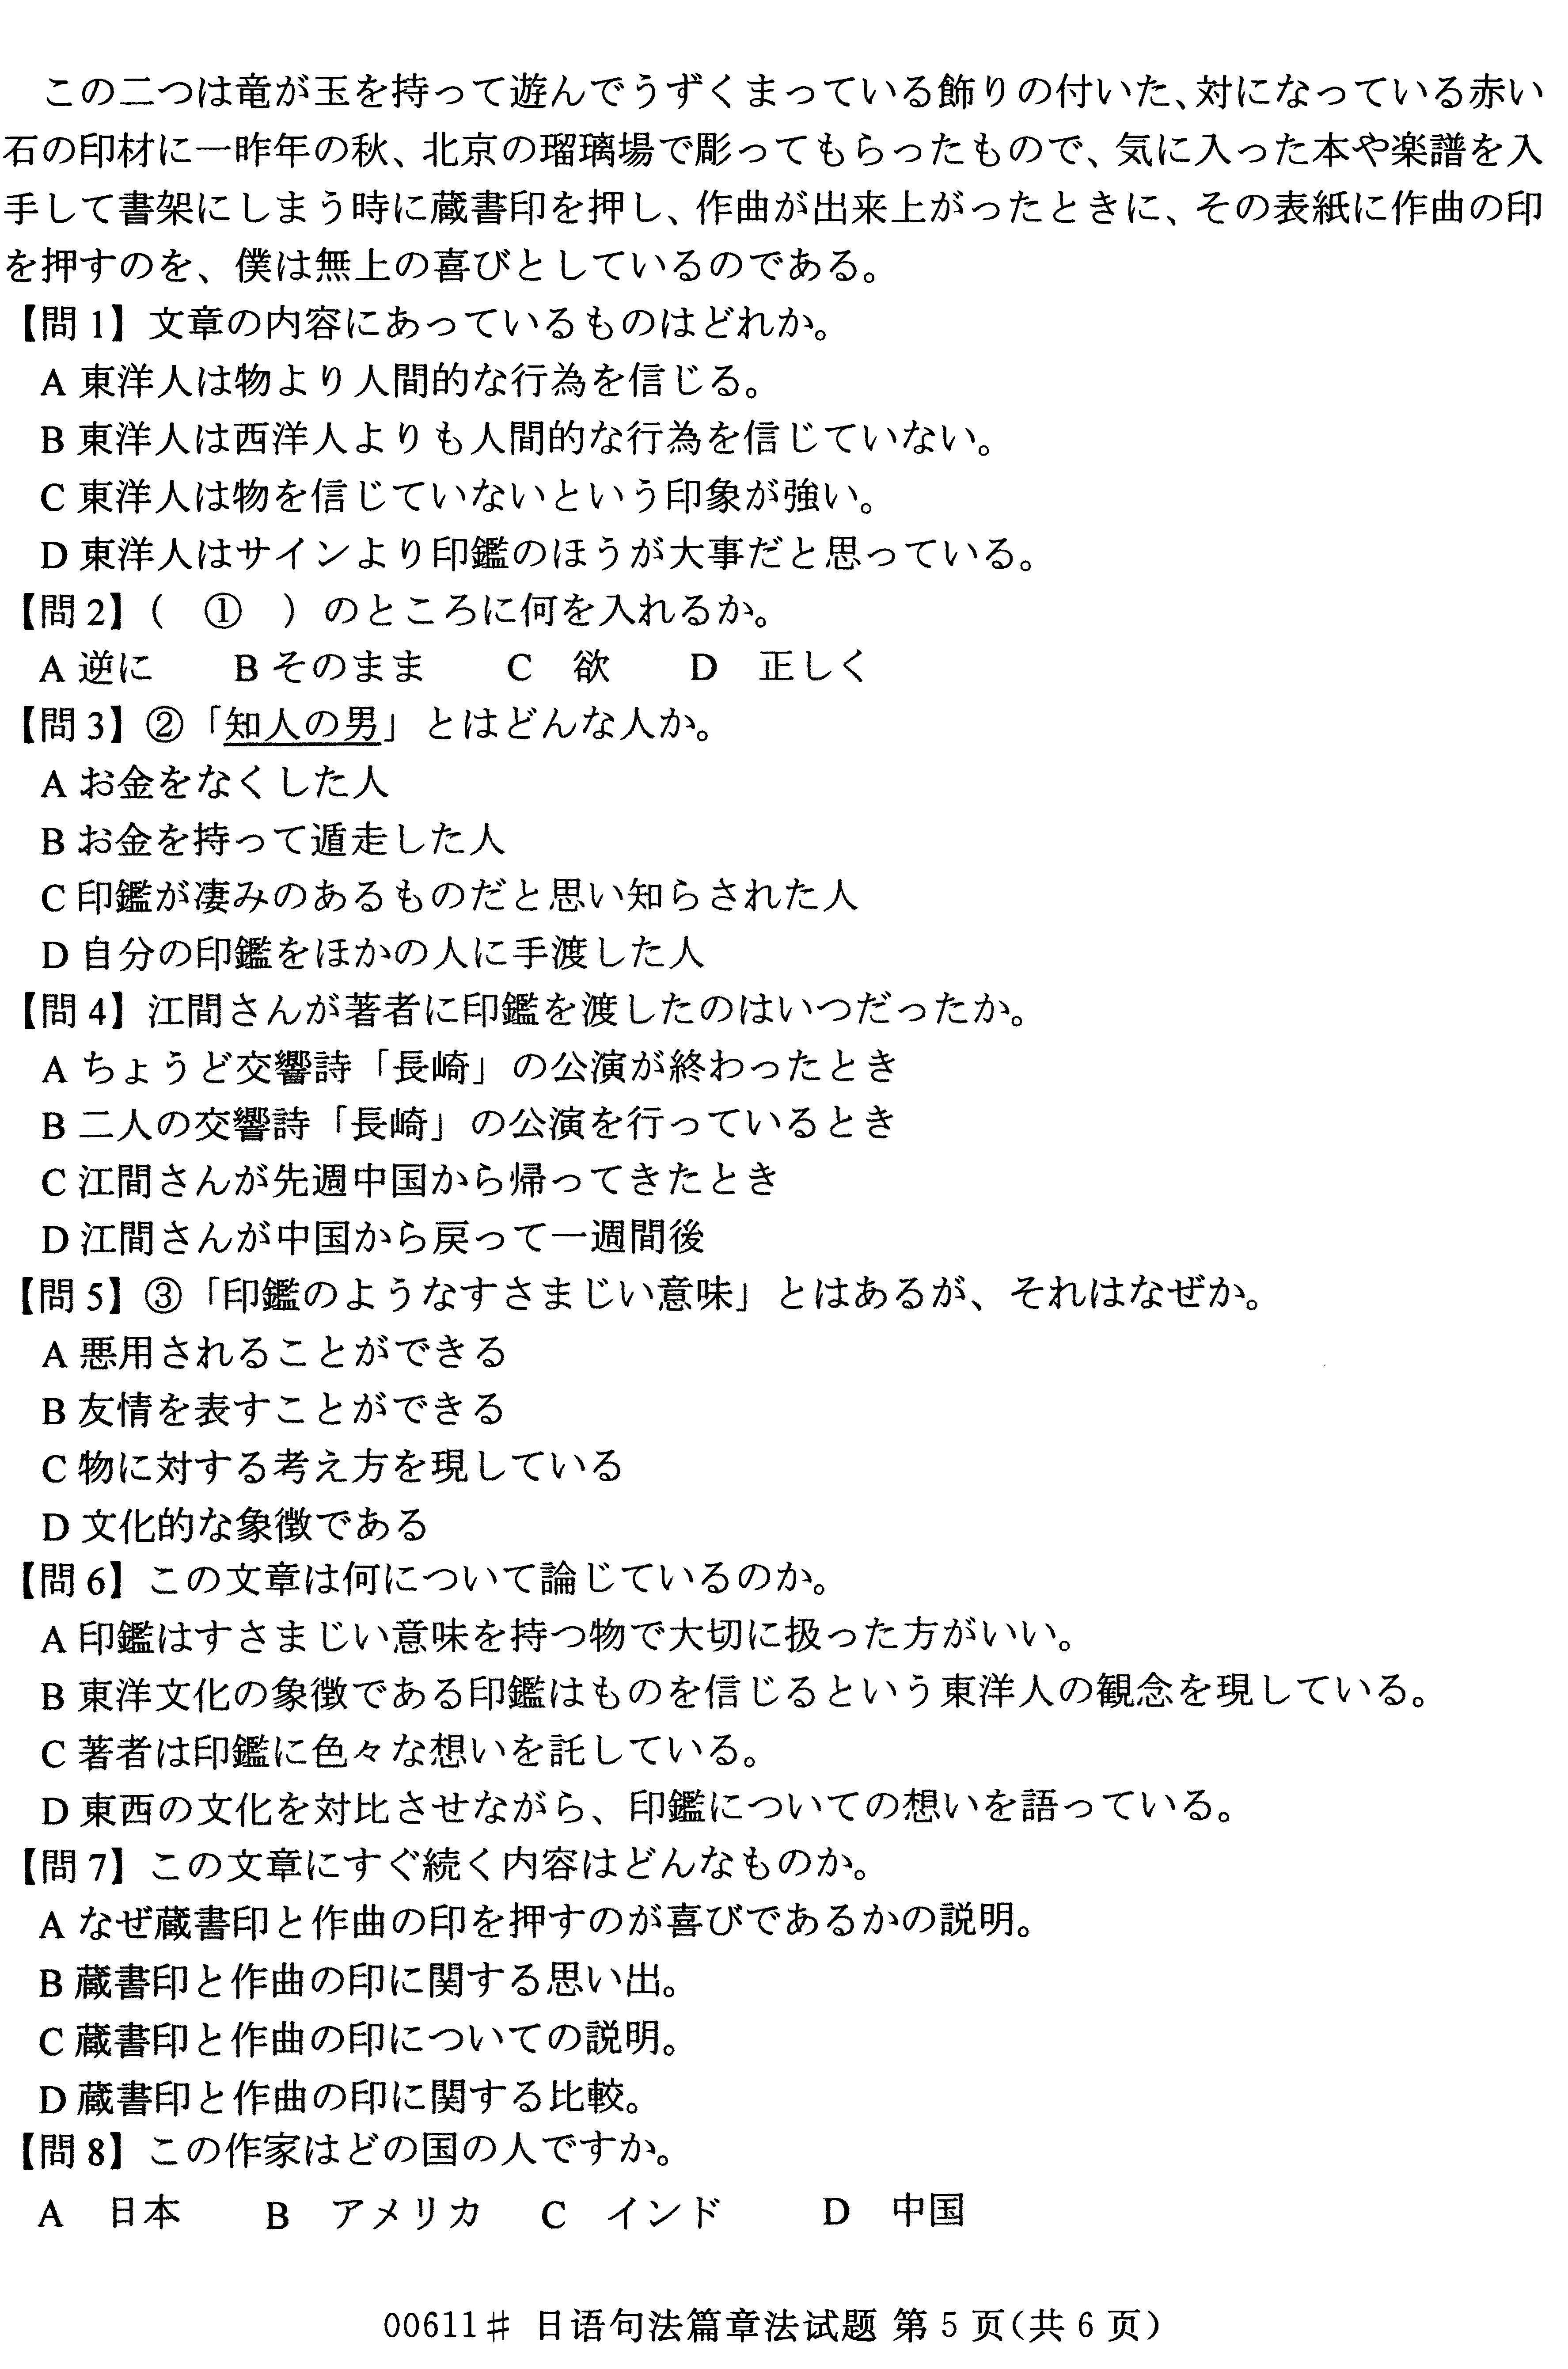 この二つは竜が玉を持って遊んでうずくまっている飾りの付いた、対になっている赤い
石の印材に一昨年の秋、北京の瑠璃場で彫ってもらったもので、気に入った本や楽譜を入
手して書架にしまう時に蔵書印を押し、作曲が出来上がったときに、その表紙に作曲の印
を押すのを、僕は無上の喜びとしているのである。
【問 1】文章の内容にあっているものはどれか。
A 東洋人は物より人間的な行為を信じる。
B 東洋人は西洋人よりも人間的な行為を信じていない。
C 東洋人は物を信じていないという印象が強い。
D 東洋人はサインより印鑑のほうが大事だと思っている。
【問 2】（　①　）のところに何を入れるか。
A 逆に　　B そのまま　　C　欲　　D　正しく
【問 3】②「知人の男」とはどんな人か。
A お金をなくした人
B お金を持って遁走した人
C 印鑑が凄みのあるものだと思い知らされた人
D 自分の印鑑をほかの人に手渡した人
【問 4】江間さんが著者に印鑑を渡したのはいつだったか。
A ちょうど交響詩「長崎」の公演が終わったとき
B 二人の交響詩「長崎」の公演を行っているとき
C 江間さんが先週中国から帰ってきたとき
D 江間さんが中国から戻って一週間後
【問 5】③「印鑑のようなすさまじい意味」とはあるが、それはなぜか。
A 悪用されることができる
B 友情を表すことができる
C 物に対する考え方を現している
D 文化的な象徴である
【問 6】この文章は何について論じているのか。
A 印鑑はすさまじい意味を持つ物で大切に扱った方がいい。
B 東洋文化の象徴である印鑑はものを信じるという東洋人の観念を現している。
C 著者は印鑑に色々な想いを託している。
D 東西の文化を対比させながら、印鑑についての想いを語っている。
【問 7】この文章にすぐ続く内容はどんなものか。
A なぜ蔵書印と作曲の印を押すのが喜びであるかの説明。
B 蔵書印と作曲の印に関する思い出。
C 蔵書印と作曲の印についての説明。
D 蔵書印と作曲の印に関する比較。
【問 8】この作家はどの国の人ですか。
A　日本　　B　アメリカ　C　インド　　D　中国
00611# 日语句法篇章法试题 第 5 页(共 6 页)